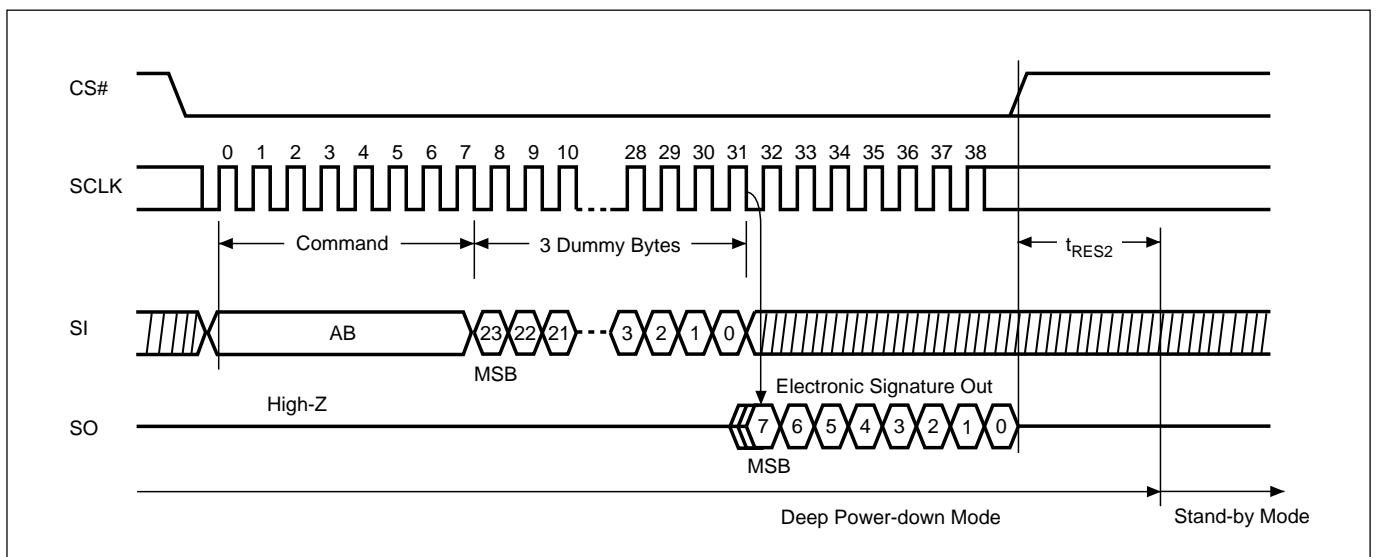 CS#
0 1 2 3 4 5 6 7 8 9 10 28 29 30 31 32 33 34 35 36 37 38
SCLK
Command 3 Dummy Bytes tRES2
SI AB 23 22 21 3 2 1 0
MSB
Electronic Signature Out
High-Z
SO 7 6 5 4 3 2 1 0
MSB
Deep Power-down Mode Stand-by Mode